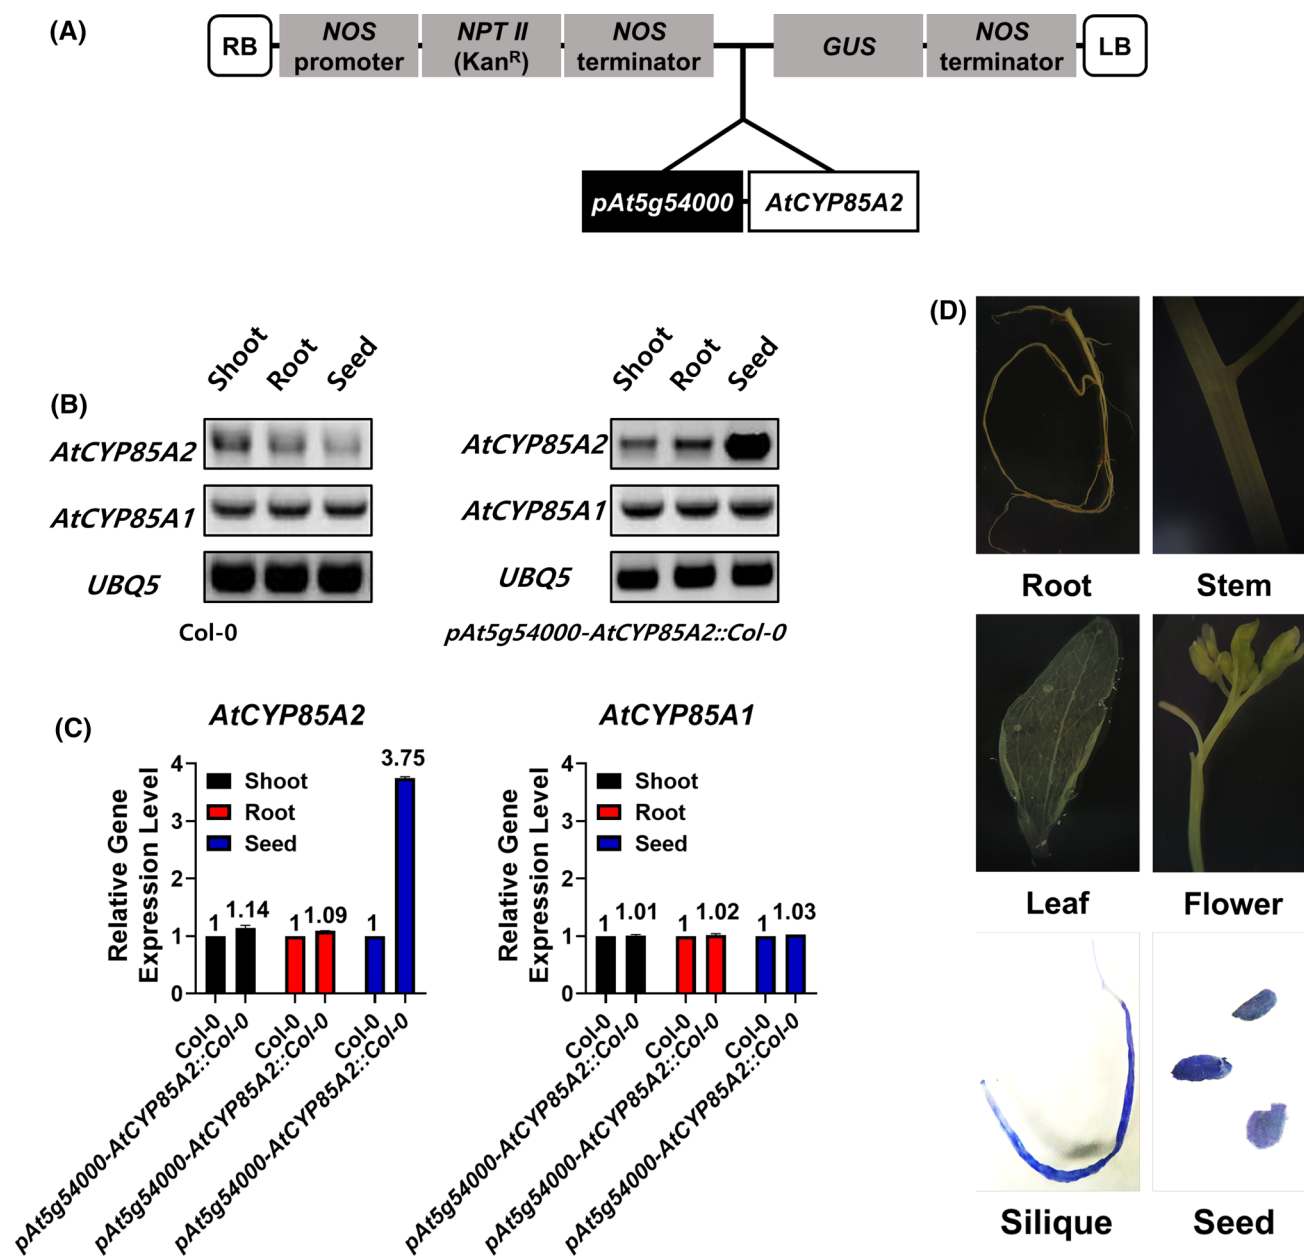 (A)
RB
NOS
promoter
NPT II
(KanR)
NOS
terminator
GUS
NOS
terminator
LB
pAt5g54000
AtCYP85A2
(B)
Shoot
Root
Seed
AtCYP85A2
AtCYP85A1
UBQ5
Col-0
Shoot
Root
Seed
AtCYP85A2
AtCYP85A1
UBQ5
pAt5g54000-AtCYP85A2::Col-0
(C)
AtCYP85A2
Relative Gene
Expression Level
4
3
2
1
0
Shoot
Root
Seed
1
1.14
1
1.09
1
3.75
Col-0
pAt5g54000-AtCYP85A2::Col-0
Col-0
pAt5g54000-AtCYP85A2::Col-0
Col-0
pAt5g54000-AtCYP85A2::Col-0
AtCYP85A1
Relative Gene
Expression Level
4
3
2
1
0
Shoot
Root
Seed
1
1.01
1
1.02
1
1.03
Col-0
pAt5g54000-AtCYP85A2::Col-0
Col-0
pAt5g54000-AtCYP85A2::Col-0
Col-0
pAt5g54000-AtCYP85A2::Col-0
(D)
Root
Stem
Leaf
Flower
Silique
Seed